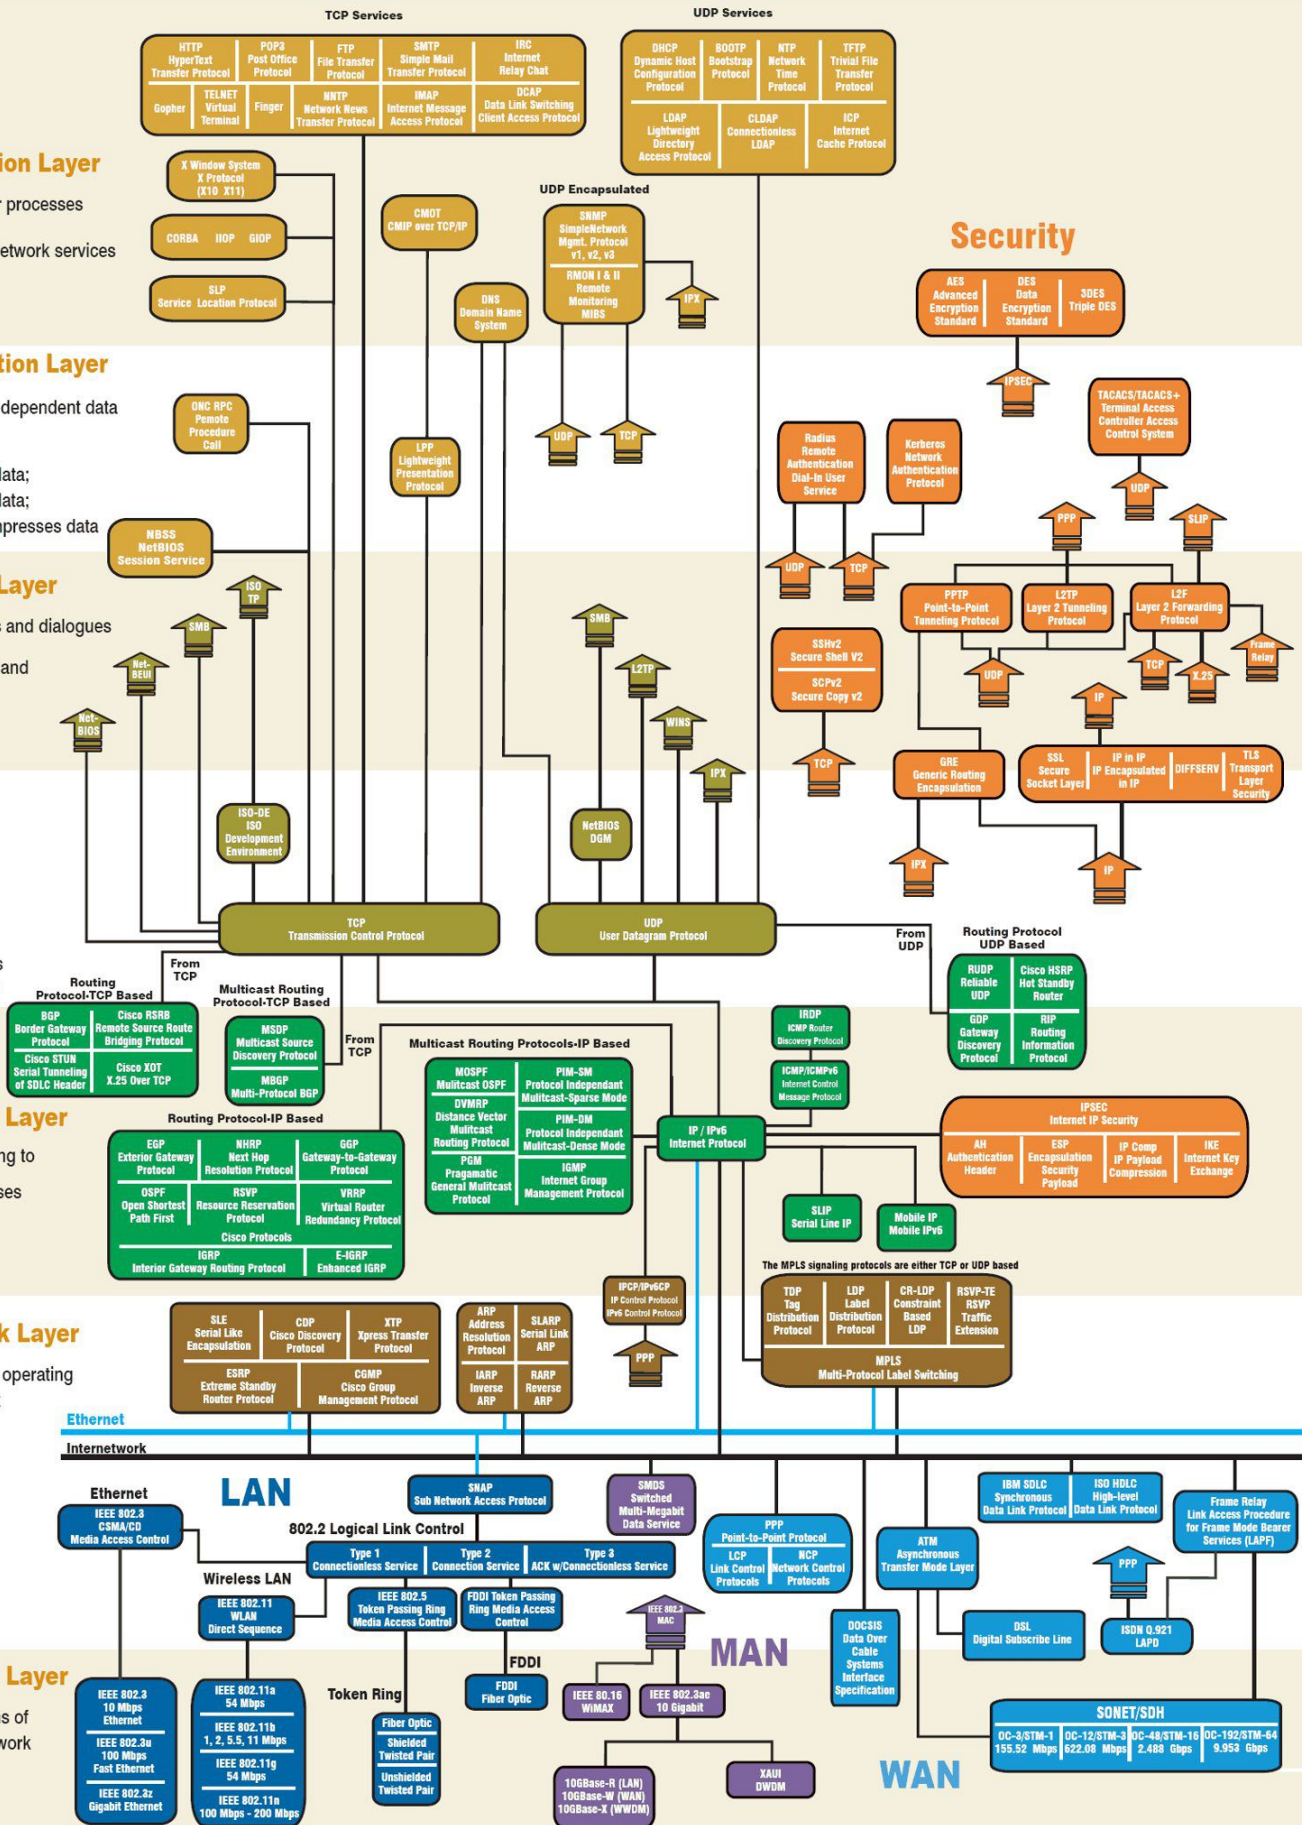 TCP Services
UDP Services
HTTP
HyperText
Transfer Protocol
POP3
Post Office
Protocol
FTP
File Transfer
Protocol
SMTP
Simple Mail
Transfer Protocol
IRC
Internet
Relay Chat
Gopher
TELNET
Virtual
Terminal
Finger
NNTP
Network News
Transfer Protocol
IMAP
Internet Message
Access Protocol
DCAP
Data Link Switching
Client Access Protocol
DHCP
Dynamic Host
Configuration
Protocol
BOOTP
Bootstrap
Protocol
NTP
Network
Time
Protocol
TFTP
Trivial File
Transfer
Protocol
LDAP
Lightweight
Directory
Access Protocol
CLDAP
Connectionless
LDAP
ICP
Internet
Cache Protocol
ion Layer
r processes
etwork services
X Window System
X Protocol
(X10 X11)
CORBA IIOP GIOP
SLP
Service Location Protocol
CMOT
CMIP over TCP/IP
DNS
Domain Name
System
UDP Encapsulated
SNMP
SimpleNetwork
Mgmt. Protocol
v1, v2, v3
RMON I & II
Remote
Monitoring
MIBS
IPX
UDP
TCP
Security
AES
Advanced
Encryption
Standard
DES
Data
Encryption
Standard
3DES
Triple DES
IPSEC
tion Layer
dependent data
data;
data;
npresses data
ONC RPC
Pemote
Procedure
Call
LPP
Lightweight
Presentation
Protocol
NBSS
NetBIOS
Session Service
Radius
Remote
Authentication
Dial-In User
Service
Kerberos
Network
Authentication
Protocol
TACACS/TACACS+
Terminal Access
Controller Access
Control System
UDP
UDP
TCP
PPP
SLIP
Layer
s and dialogues
and
ISO
TP
SMB
Net-
BEUI
Net-
BIOS
SMB
L2TP
WINS
IPX
PPTP
Point-to-Point
Tunneling Protocol
L2TP
Layer 2 Tunneling
Protocol
L2F
Layer 2 Forwarding
Protocol
SSHv2
Secure Shell V2
SCPv2
Secure Copy v2
TCP
UDP
TCP
X.25
Frame
Relay
IP
GRE
Generic Routing
Encapsulation
SSL
Secure
Socket Layer
IP in IP
IP Encapsulated
in IP
DIFFSERV
TLS
Transport
Layer
Security
IPX
IP
ISO-DE
ISO
Development
Environment
NetBIOS
DGM
TCP
Transmission Control Protocol
UDP
User Datagram Protocol
From
TCP
From
UDP
s
Routing
Protocol-TCP Based
BGP
Border Gateway
Protocol
Cisco RSRB
Remote Source Route
Bridging Protocol
Cisco STUN
Serial Tunneling
of SDLC Header
Cisco XOT
X.25 Over TCP
Multicast Routing
Protocol-TCP Based
MSDP
Multicast Source
Discovery Protocol
MBGP
Multi-Protocol BGP
From
TCP
Routing Protocol
UDP Based
RUDP
Reliable
UDP
Cisco HSRP
Hot Standby
Router
GDP
Gateway
Discovery
Protocol
RIP
Routing
Information
Protocol
Multicast Routing Protocols-IP Based
MOSPF
Mulitcast OSPF
DVMRP
Distance Vector
Mulitcast
Routing Protocol
PGM
Pragamatic
General Mulitcast
Protocol
PIM-SM
Protocol Independant
Mulitcast-Sparse Mode
PIM-DM
Protocol Independant
Mulitcast-Dense Mode
IGMP
Internet Group
Management Protocol
IRDP
ICMP Router
Discovery Protocol
ICMP/ICMPv6
Internet Control
Message Protocol
IP / IPv6
Internet Protocol
IPSEC
Internet IP Security
AH
Authentication
Header
ESP
Encapsulation
Security
Payload
IP Comp
IP Payload
Compression
IKE
Internet Key
Exchange
Layer
ng to
ses
Routing Protocol-IP Based
EGP
Exterior Gateway
Protocol
NHRP
Next Hop
Resolution Protocol
GGP
Gateway-to-Gateway
Protocol
OSPF
Open Shortest
Path First
RSVP
Resource Reservation
Protocol
VRRP
Virtual Router
Redundancy Protocol
Cisco Protocols
IGRP
Interior Gateway Routing Protocol
E-IGRP
Enhanced IGRP
SLIP
Serial Line IP
Mobile IP
Mobile IPv6
IPCP/IPv6CP
IP Control Protocol
IPv6 Control Protocol
PPP
The MPLS signaling protocols are either TCP or UDP based
TDP
Tag
Distribution
Protocol
LDP
Label
Distribution
Protocol
CR-LDP
Constraint
Based
LDP
RSVP-TE
RSVP
Traffic
Extension
MPLS
Multi-Protocol Label Switching
k Layer
operating
SLE
Serial Like
Encapsulation
CDP
Cisco Discovery
Protocol
XTP
Xpress Transfer
Protocol
ESRP
Extreme Standby
Router Protocol
CGMP
Cisco Group
Management Protocol
ARP
Address
Resolution
Protocol
SLARP
Serial Link
ARP
IARP
Inverse
ARP
RARP
Reverse
ARP
Ethernet
Internetwork
LAN
Ethernet
IEEE 802.3
CSMA/CD
Media Access Control
SNAP
Sub Network Access Protocol
802.2 Logical Link Control
Type 1
Connectionless Service
Type 2
Connection Service
Type 3
ACK w/Connectionless Service
Wireless LAN
IEEE 802.11
WLAN
Direct Sequence
IEEE 802.5
Token Passing Ring
Media Access Control
FDDI Token Passing
Ring Media Access
Control
SMDS
Switched
Multi-Megabit
Data Service
PPP
Point-to-Point Protocol
LCP
Link Control
Protocols
NCP
Network Control
Protocols
ATM
Asynchronous
Transfer Mode Layer
IBM SDLC
Synchronous
Data Link Protocol
ISO HDLC
High-level
Data Link Protocol
Frame Relay
Link Access Procedure
for Frame Mode Bearer
Services (LAPF)
PPP
ISDN Q.921
LAPD
DSL
Digital Subscribe Line
DOCSIS
Data Over
Cable
Systems
Interface
Specification
IEEE 802.3
MAC
MAN
Layer
ns of
work
IEEE 802.3
10 Mbps
Ethernet
IEEE 802.3u
100 Mbps
Fast Ethernet
IEEE 802.3z
Gigabit Ethernet
IEEE 802.11a
54 Mbps
IEEE 802.11b
1, 2, 5.5, 11 Mbps
IEEE 802.11g
54 Mbps
IEEE 802.11n
100 Mbps - 200 Mbps
Token Ring
Fiber Optic
Shielded
Twisted Pair
Unshielded
Twisted Pair
FDDI
FDDI
Fiber Optic
IEEE 80.16
WiMAX
IEEE 802.3ae
10 Gigabit
10GBase-R (LAN)
10GBase-W (WAN)
10GBase-X (WWDM)
XAUI
DWDM
WAN
SONET/SDH
OC-3/STM-1
155.52 Mbps
OC-12/STM-3
622.08 Mbps
OC-48/STM-16
2.488 Gbps
OC-192/STM-64
9.953 Gbps